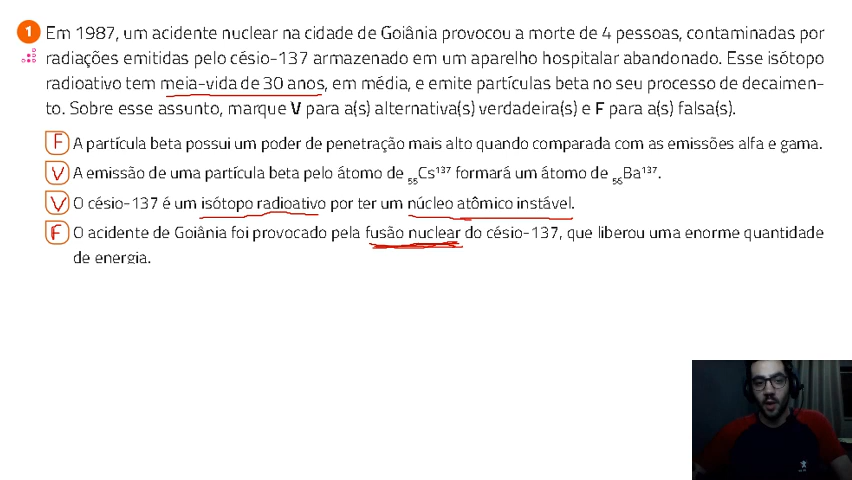 1 Em 1987, um acidente nuclear na cidade de Goiânia provocou a morte de 4 pessoas, contaminadas por
radiações emitidas pelo césio-137 armazenado em um aparelho hospitalar abandonado. Esse isótopo
radioativo tem meia-vida de 30 anos, em média, e emite partículas beta no seu processo de decaimen-
to. Sobre esse assunto, marque V para a(s) alternativa(s) verdadeira(s) e F para a(s) falsa(s).
F A partícula beta possui um poder de penetração mais alto quando comparada com as emissões alfa e gama.
V A emissão de uma partícula beta pelo átomo de ₅₅Cs¹³⁷ formará um átomo de ₅₆Ba¹³⁷.
V O césio-137 é um isótopo radioativo por ter um núcleo atômico instável.
F O acidente de Goiânia foi provocado pela fusão nuclear do césio-137, que liberou uma enorme quantidade
de energia.